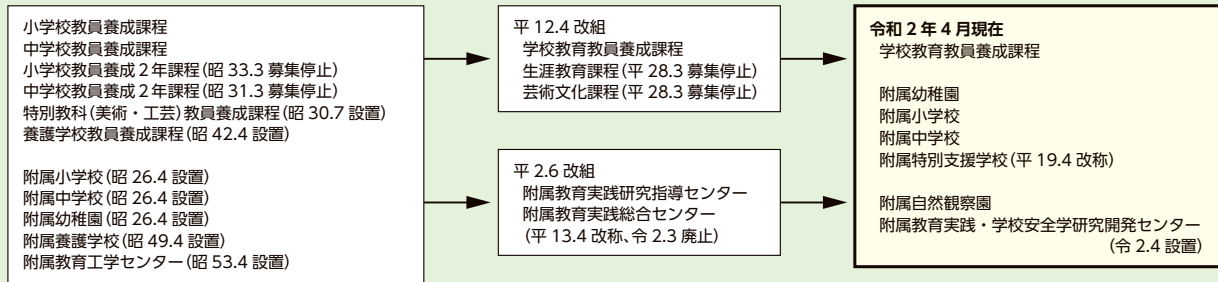 小学校教員養成課程
中学校教員養成課程
小学校教員養成2年課程(昭 33.3 募集停止)
中学校教員養成2年課程(昭 31.3 募集停止)
特別教科(美術・工芸)教員養成課程(昭 30.7 設置)
養護学校教員養成課程(昭 42.4 設置)
附属小学校(昭 26.4 設置)
附属中学校(昭 26.4 設置)
附属幼稚園(昭 26.4 設置)
附属養護学校(昭 49.4 設置)
附属教育工学センター(昭 53.4 設置)
平 12.4 改組
学校教育教員養成課程
生涯教育課程(平 28.3 募集停止)
芸術文化課程(平 28.3 募集停止)
平 2.6 改組
附属教育実践研究指導センター
附属教育実践総合センター
(平 13.4 改称、令 2.3 廃止)
令和2年4月現在
学校教育教員養成課程
附属幼稚園
附属小学校
附属中学校
附属特別支援学校(平 19.4 改称)
附属自然観察園
附属教育実践・学校安全学研究開発センター
(令 2.4 設置)